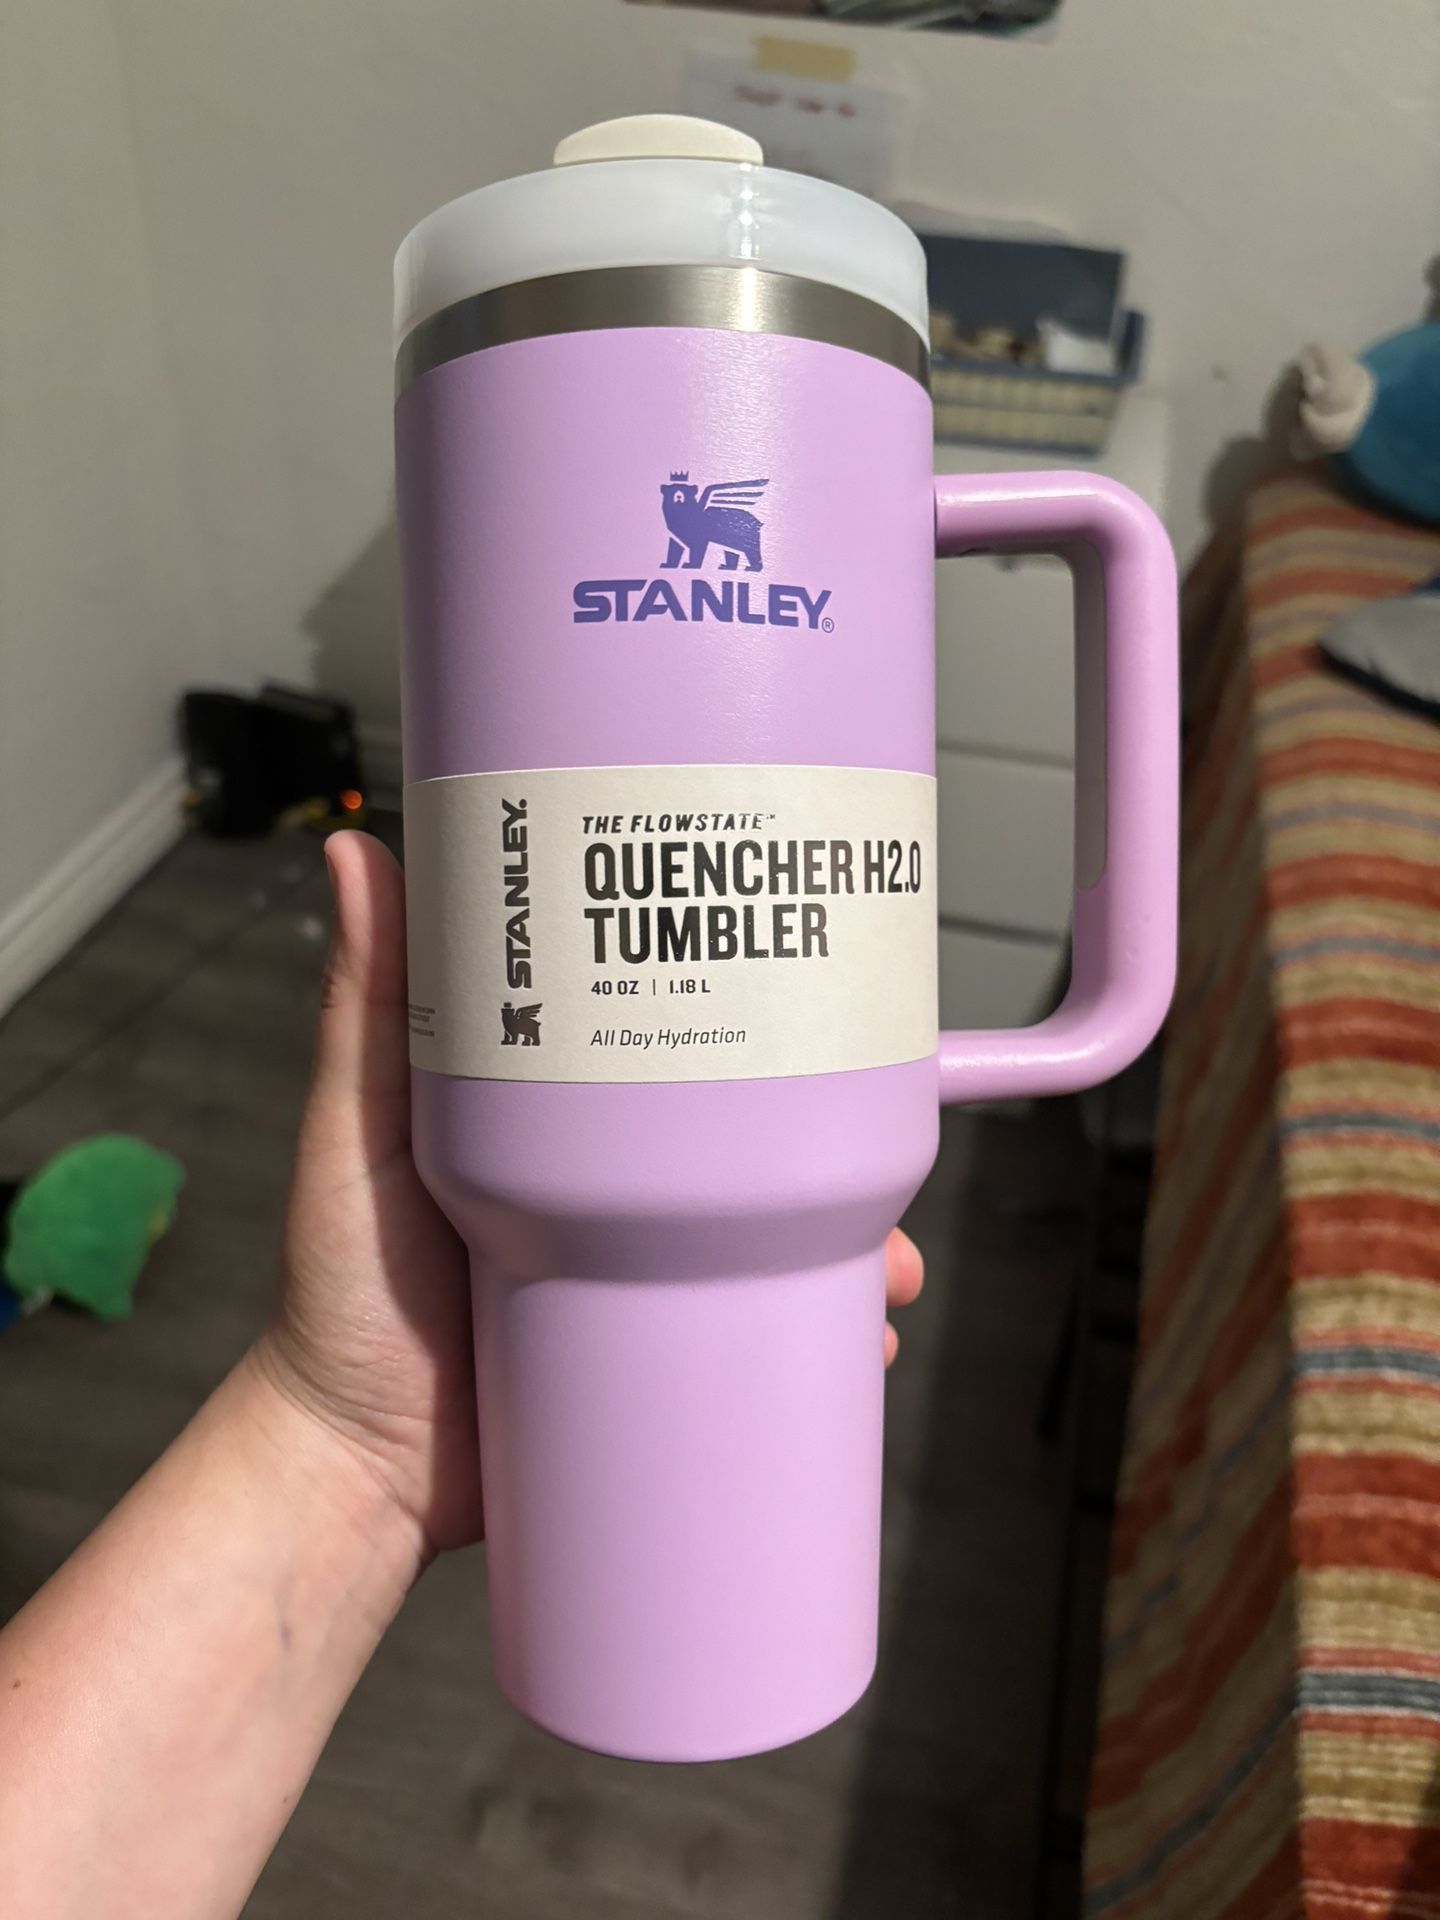 STANLEY®
STANLEY.
THE FLOWSTATE™
QUENCHER H2.0
TUMBLER
40 OZ | 1.18 L
All Day Hydration